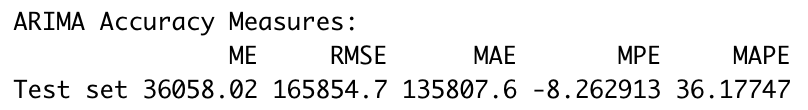 ARIMA Accuracy Measures:
ME RMSE MAE MPE MAPE
Test set 36058.02 165854.7 135807.6 -8.262913 36.17747